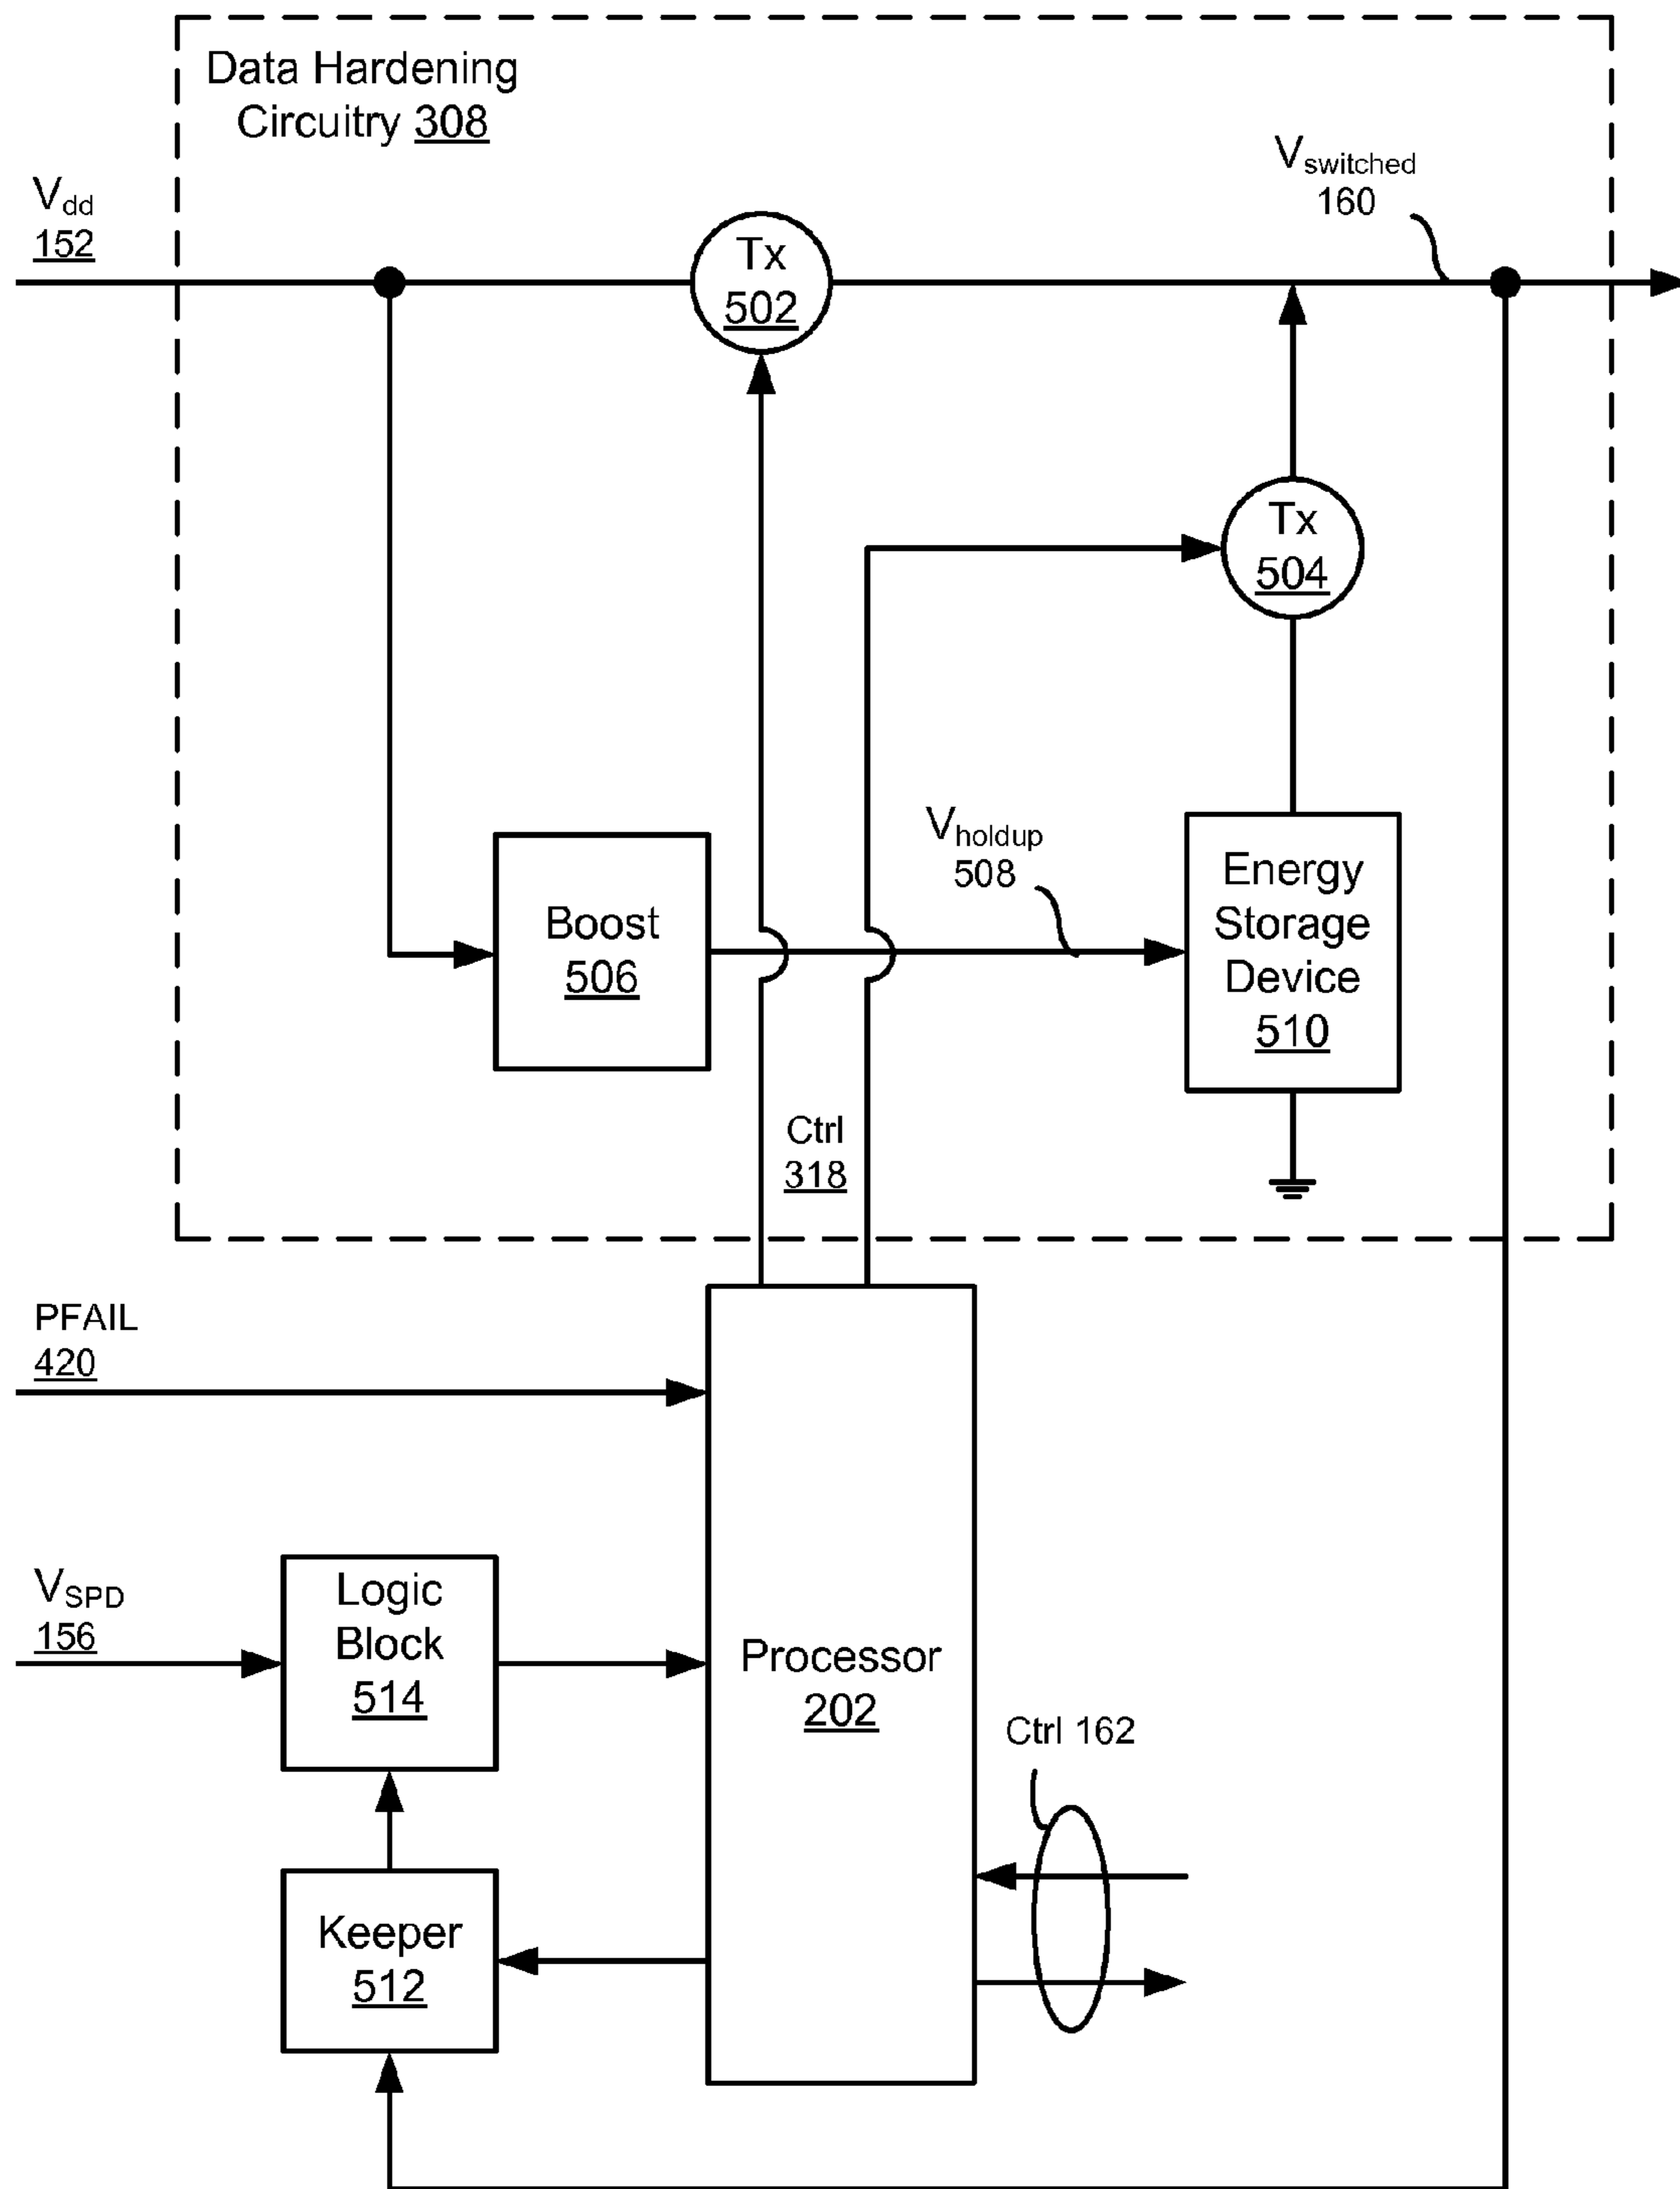 Data Hardening
Circuitry 308
Vswitched
160
Vdd
152
Tx
502
Tx
504
Vholdup
508
Energy
Storage
Device
510
Boost
506
Ctrl
318
PFAIL
420
VSPD
156
Logic
Block
514
Processor
202
Ctrl 162
Keeper
512